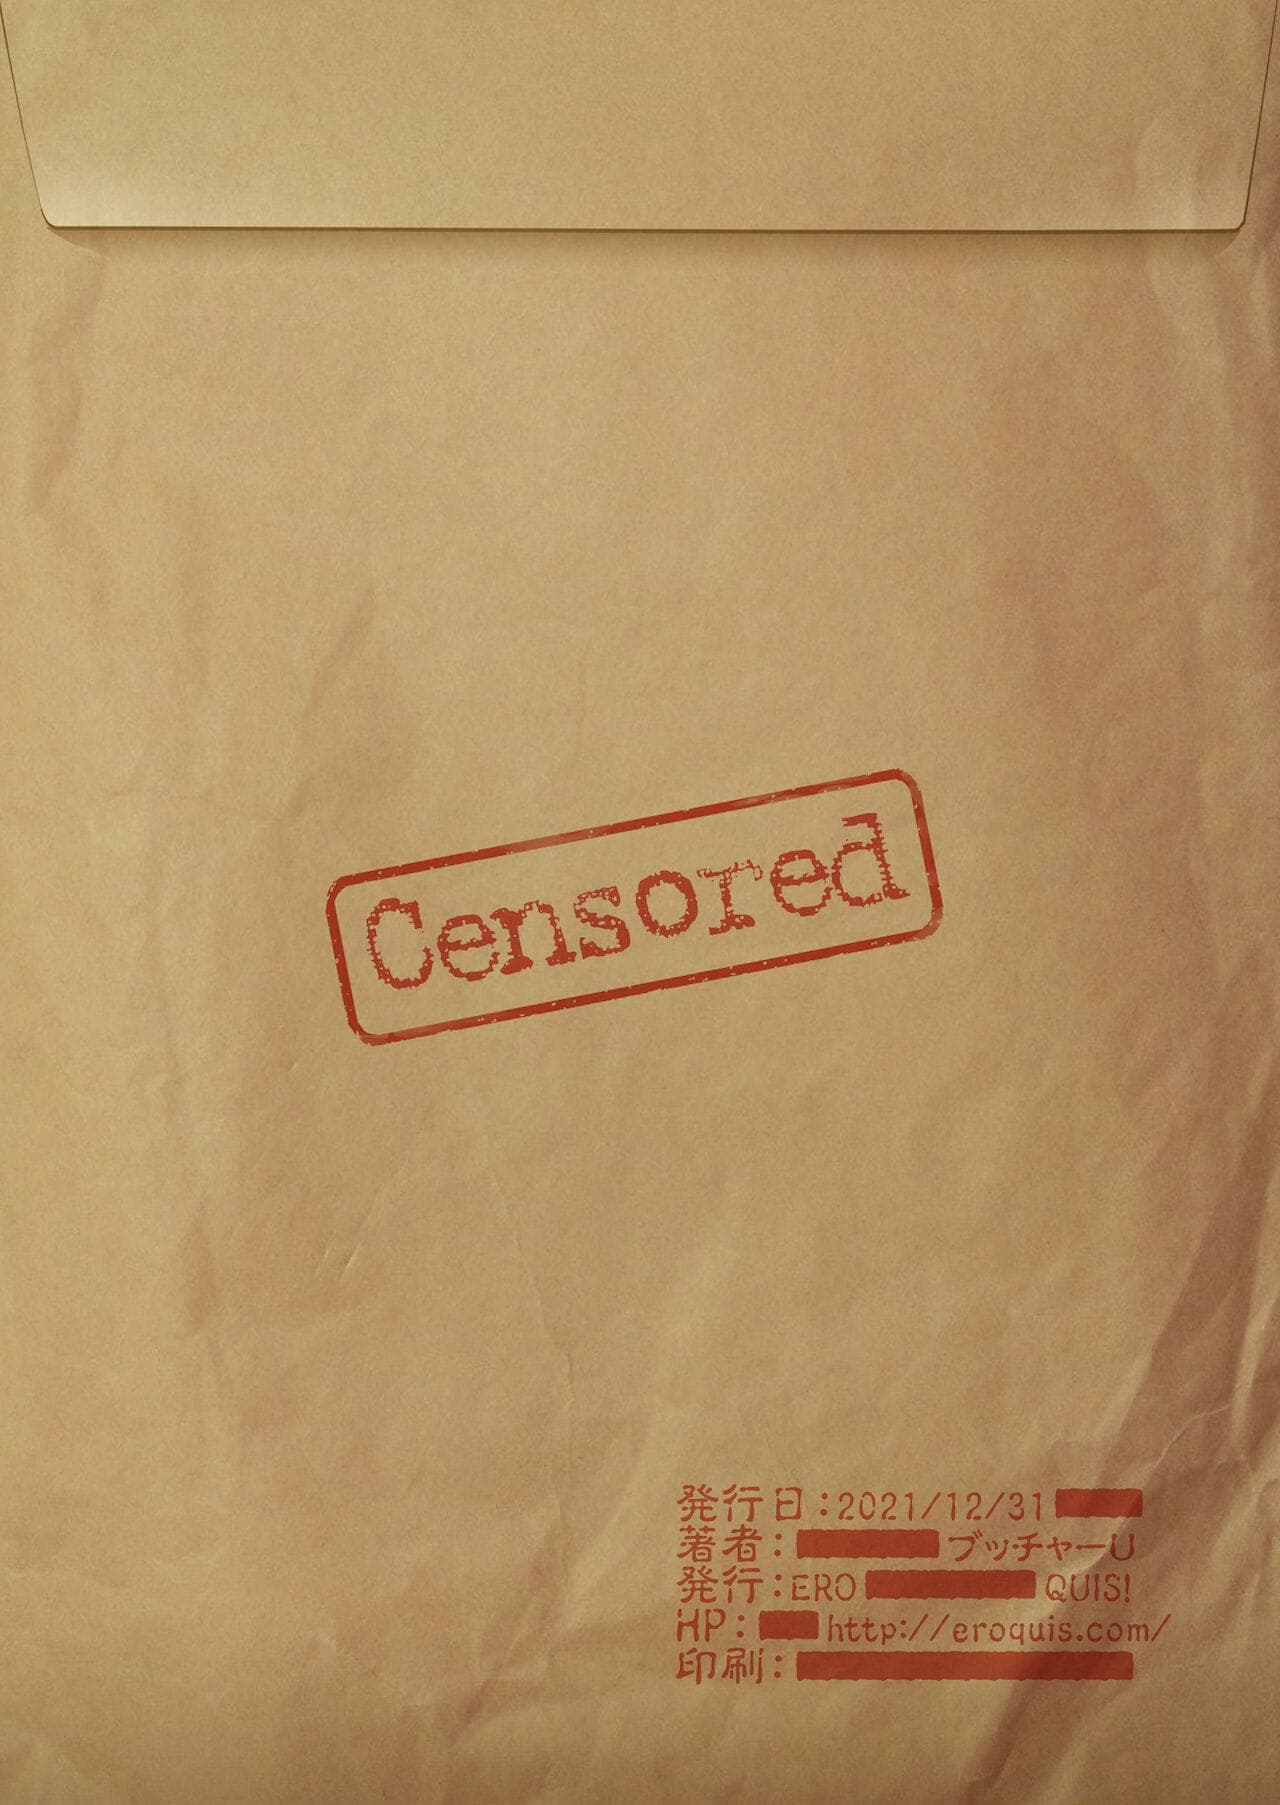 Censored
発行日:2021/12/31
著者: ブッチャーU
発行:ERO QUIS!
HP: http://eroquis.com/
印刷: